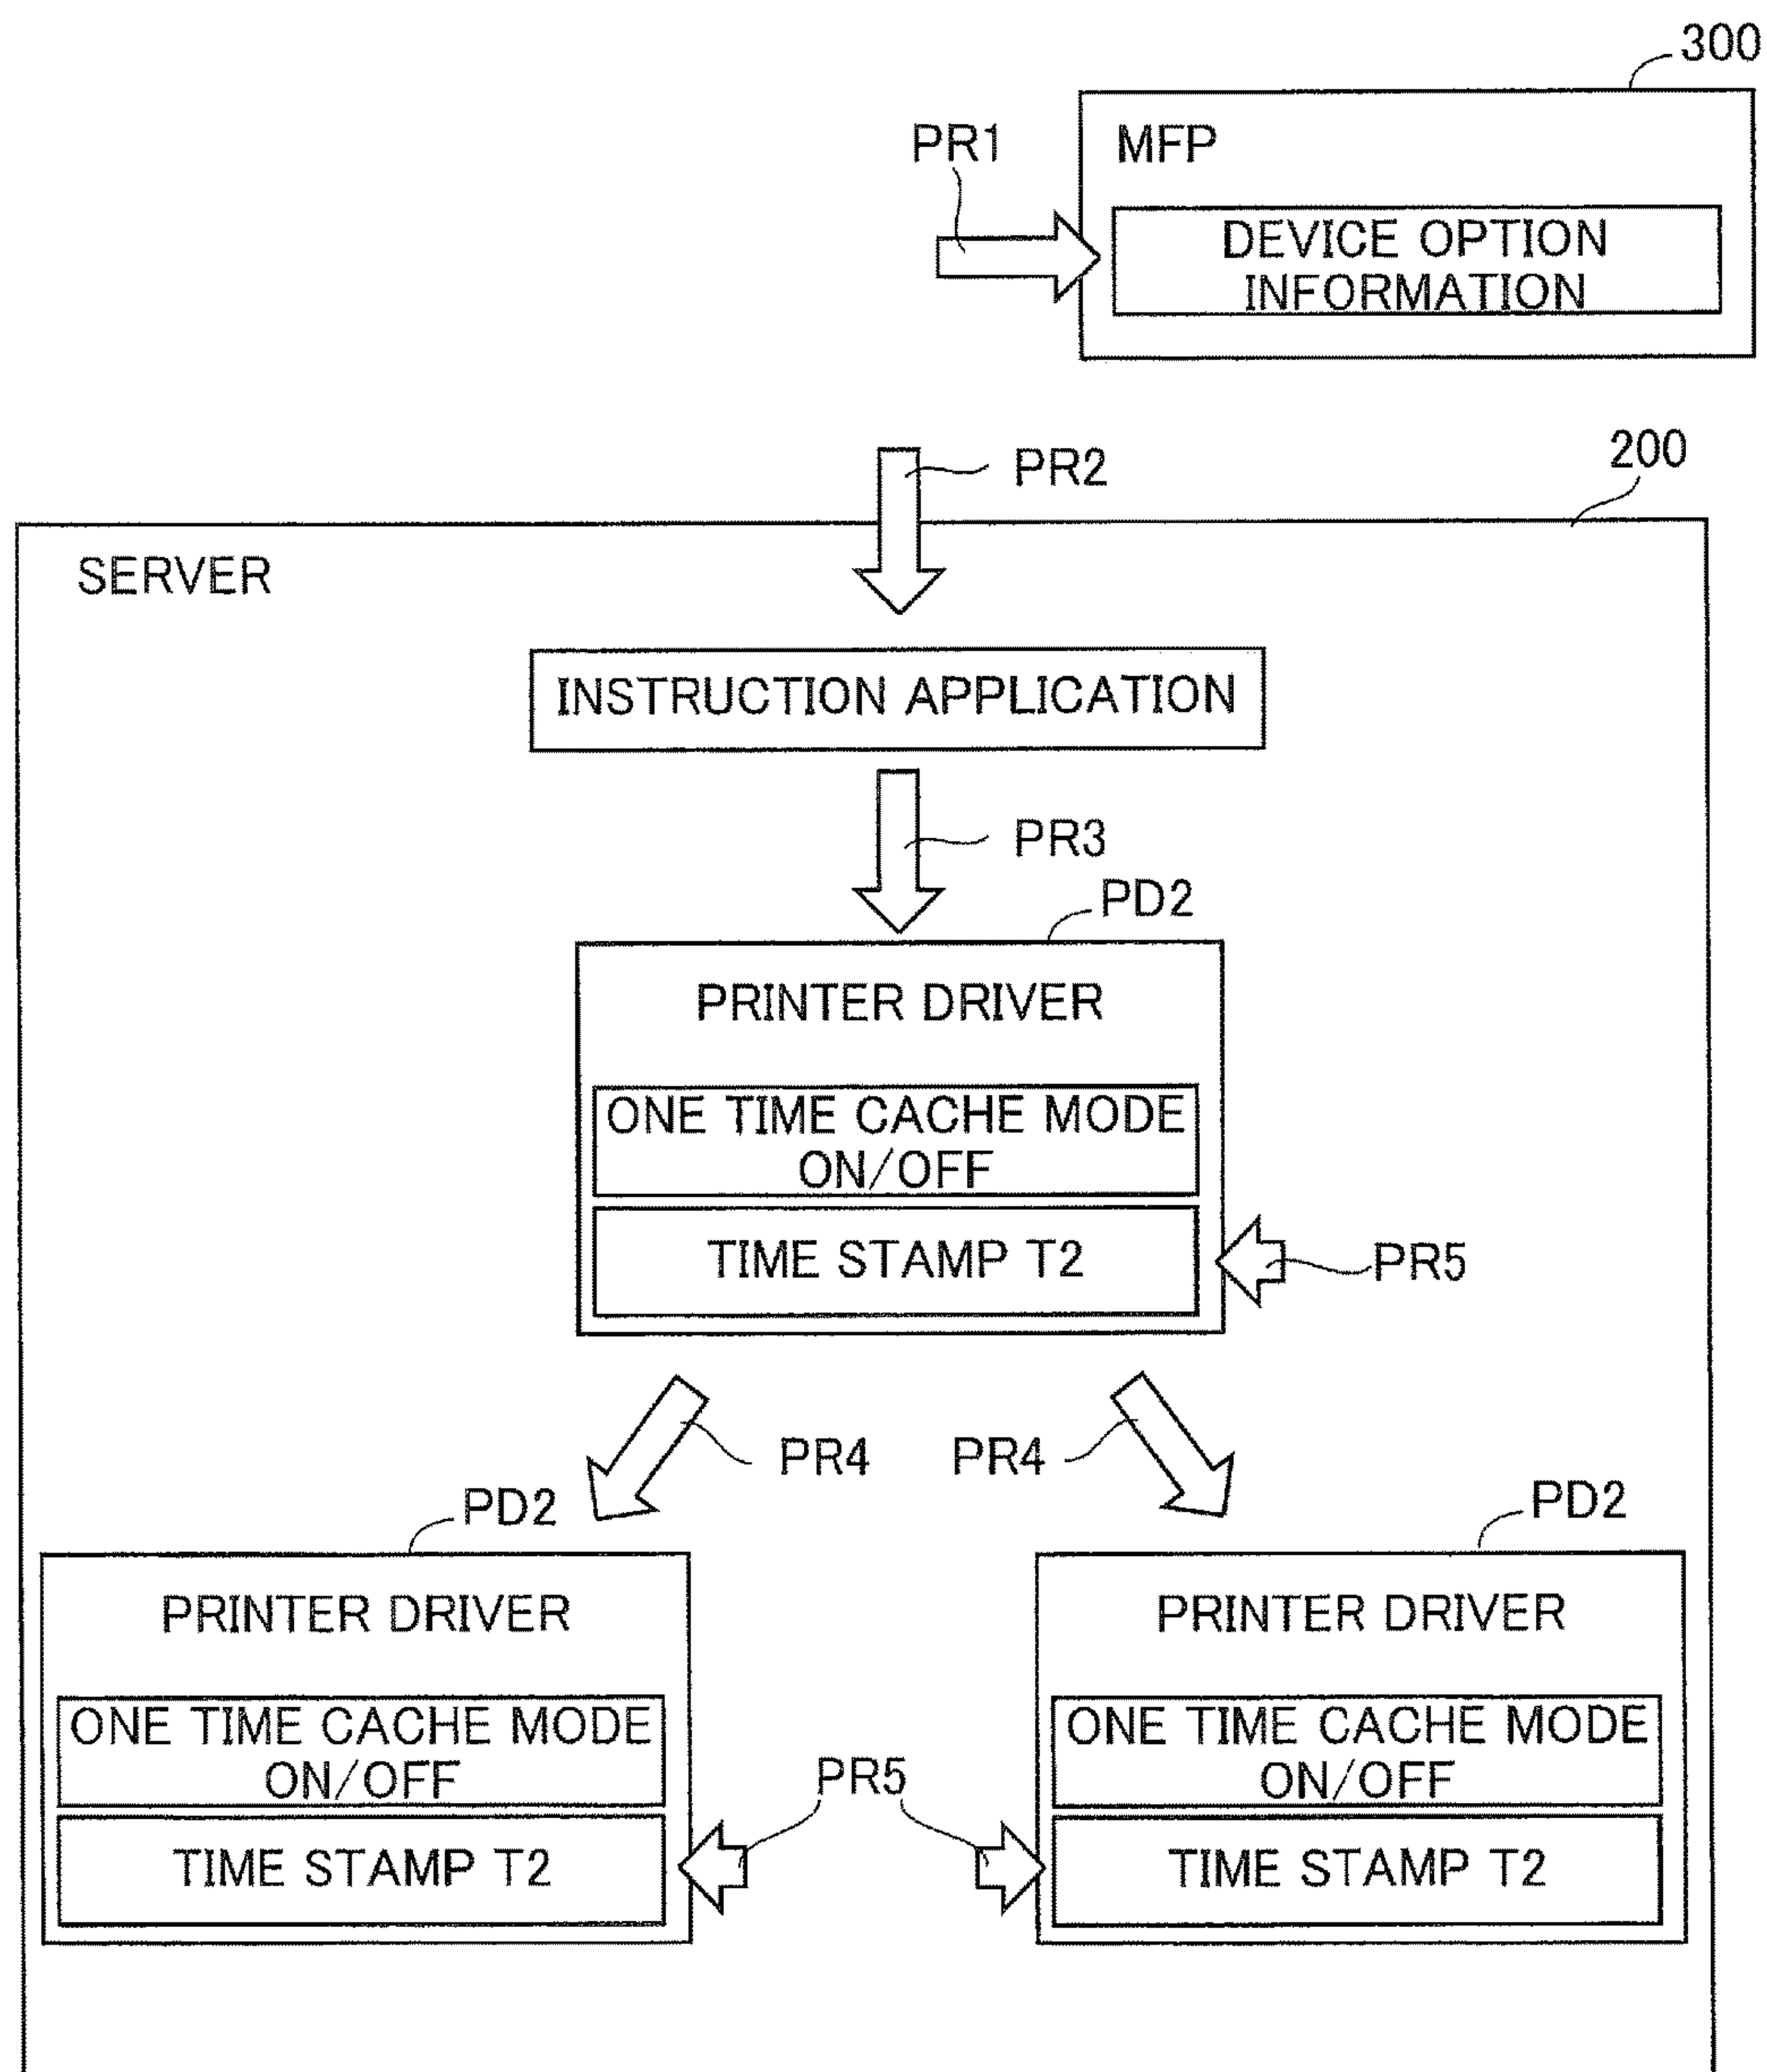 300
PR1
MFP
DEVICE OPTION
INFORMATION
PR2
200
SERVER
INSTRUCTION APPLICATION
PR3
PD2
PRINTER DRIVER
ONE TIME CACHE MODE
ON/OFF
TIME STAMP T2
PR5
PR4
PR4
PD2
PD2
PRINTER DRIVER
PRINTER DRIVER
ONE TIME CACHE MODE
ON/OFF
ONE TIME CACHE MODE
ON/OFF
PR5
TIME STAMP T2
TIME STAMP T2